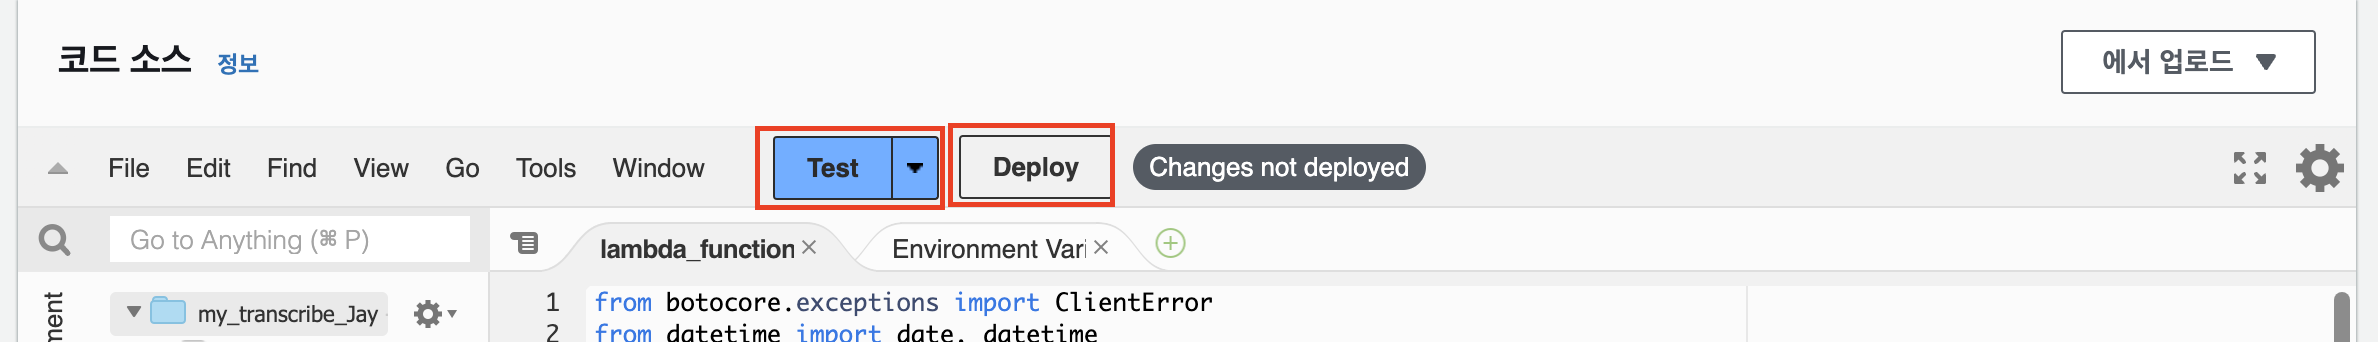 코드 소스 정보
에서 업로드
File Edit Find View Go Tools Window Test Deploy Changes not deployed
Go to Anything (⌘ P)
lambda_function Environment Vari
my_transcribe_Jay
1 from botocore.exceptions import ClientError
2 from datetime import date, datetime
ment